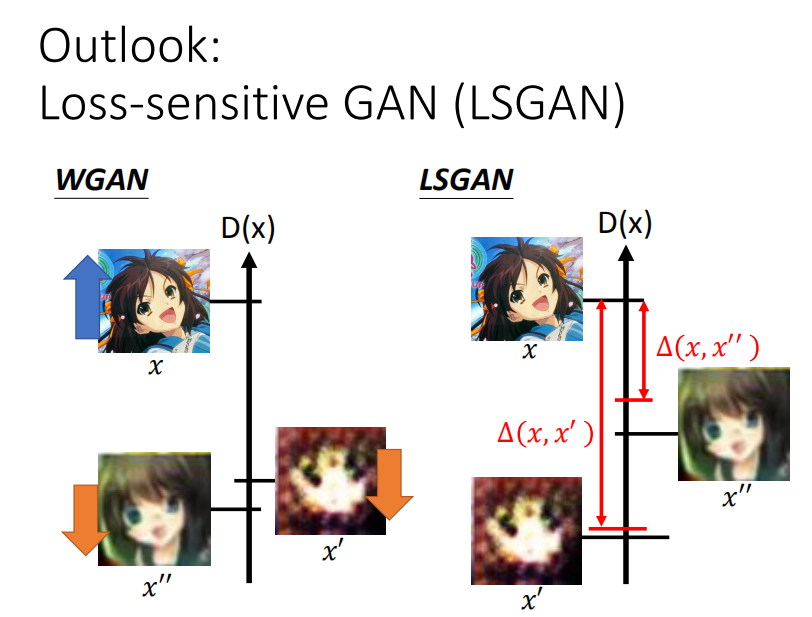 Outlook:
Loss-sensitive GAN (LSGAN)
WGAN
D(x)
x
x′
x′′
LSGAN
D(x)
x
Δ(x, x′′ )
Δ(x, x′ )
x′′
x′